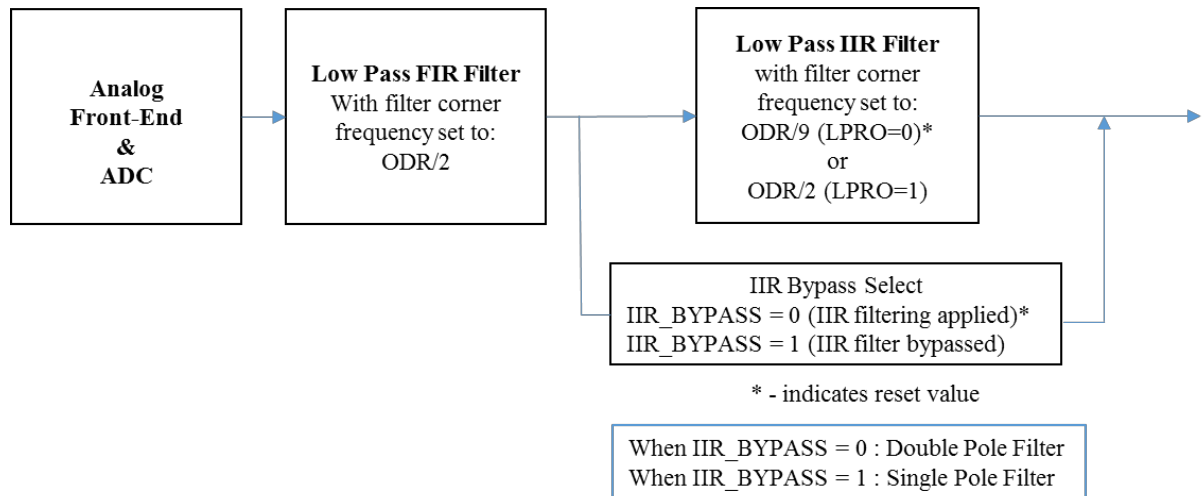 Analog
Front-End
&
ADC
Low Pass FIR Filter
With filter corner
frequency set to:
ODR/2
Low Pass IIR Filter
with filter corner
frequency set to:
ODR/9 (LPRO=0)*
or
ODR/2 (LPRO=1)
IIR Bypass Select
IIR_BYPASS = 0 (IIR filtering applied)*
IIR_BYPASS = 1 (IIR filter bypassed)
* - indicates reset value
When IIR_BYPASS = 0 : Double Pole Filter
When IIR_BYPASS = 1 : Single Pole Filter